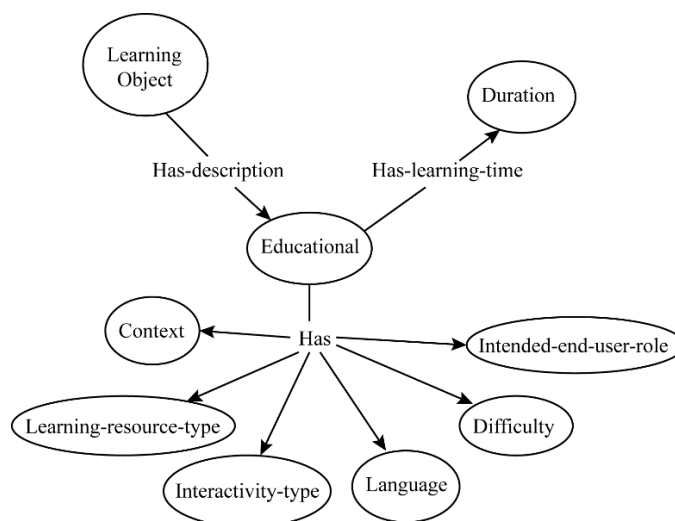 Learning
Object
Duration
Has-description
Has-learning-time
Educational
Context
Has
Intended-end-user-role
Learning-resource-type
Difficulty
Interactivity-type
Language